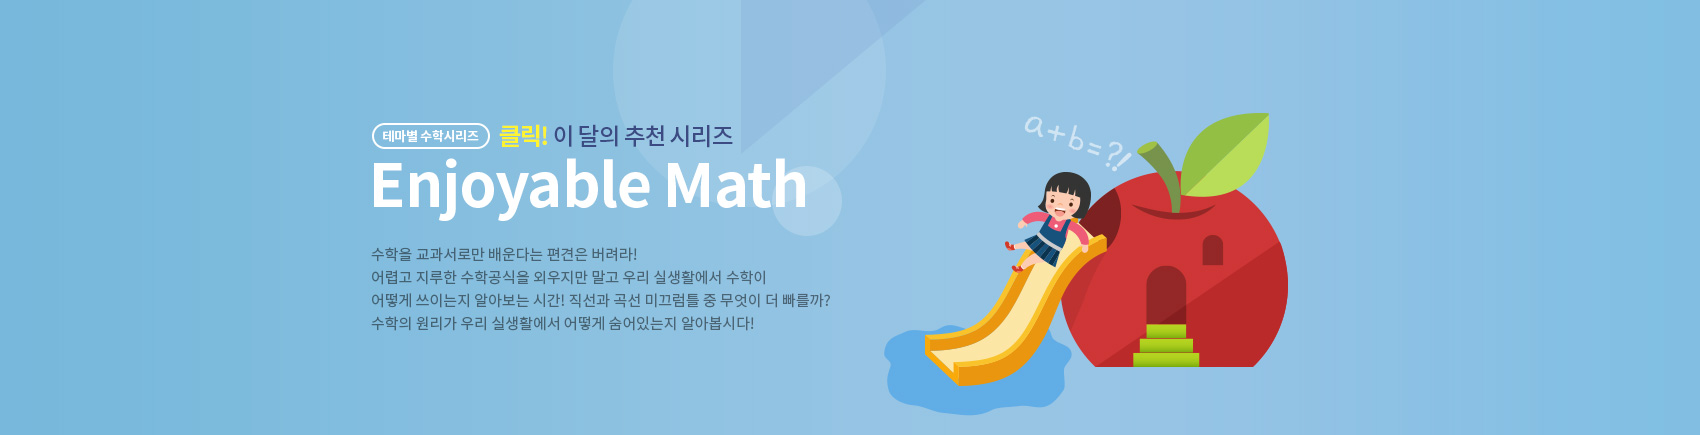 테마별 수학시리즈 클릭! 이 달의 추천 시리즈
Enjoyable Math
수학을 교과서로만 배운다는 편견은 버려라!
어렵고 지루한 수학공식을 외우지만 말고 우리 실생활에서 수학이
어떻게 쓰이는지 알아보는 시간! 직선과 곡선 미끄럼틀 중 무엇이 더 빠를까?
수학의 원리가 우리 실생활에서 어떻게 숨어있는지 알아봅시다!
a+b=?!